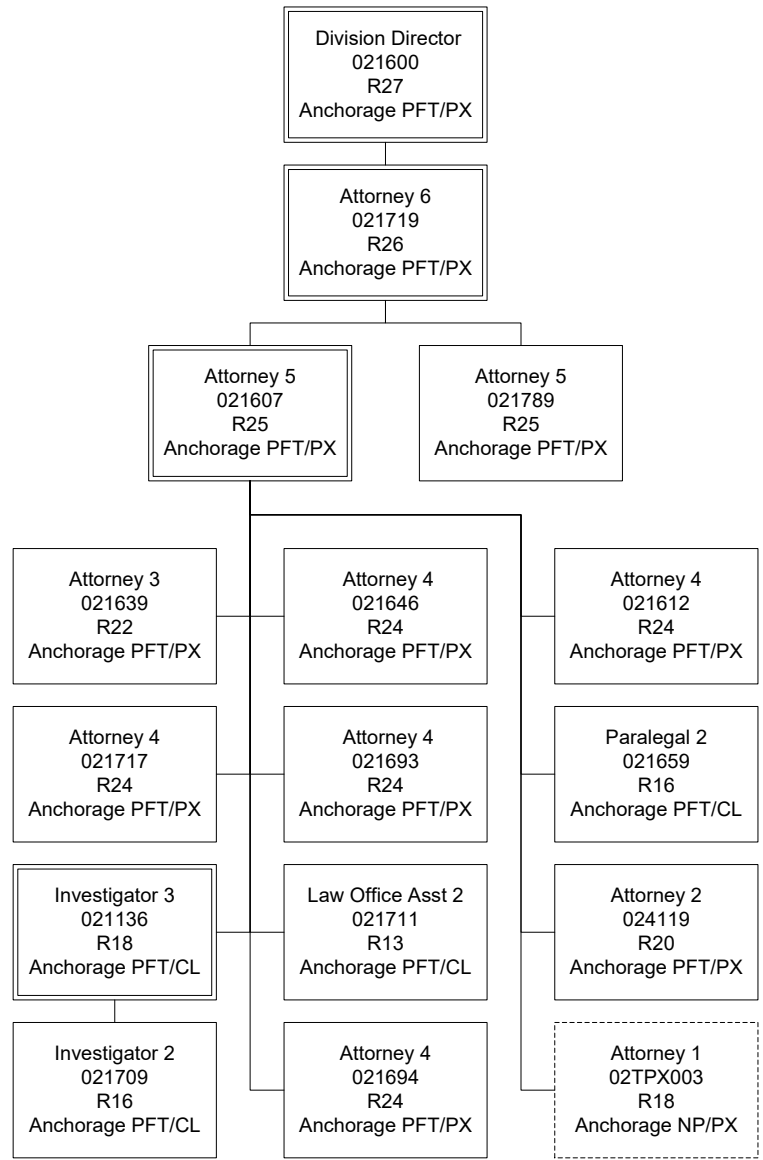 Division Director
021600
R27
Anchorage PFT/PX
Attorney 6
021719
R26
Anchorage PFT/PX
Attorney 5
021607
R25
Anchorage PFT/PX
Attorney 5
021789
R25
Anchorage PFT/PX
Attorney 3
021639
R22
Anchorage PFT/PX
Attorney 4
021646
R24
Anchorage PFT/PX
Attorney 4
021612
R24
Anchorage PFT/PX
Attorney 4
021717
R24
Anchorage PFT/PX
Attorney 4
021693
R24
Anchorage PFT/PX
Paralegal 2
021659
R16
Anchorage PFT/CL
Investigator 3
021136
R18
Anchorage PFT/CL
Law Office Asst 2
021711
R13
Anchorage PFT/CL
Attorney 2
024119
R20
Anchorage PFT/PX
Investigator 2
021709
R16
Anchorage PFT/CL
Attorney 4
021694
R24
Anchorage PFT/PX
Attorney 1
02TPX003
R18
Anchorage NP/PX